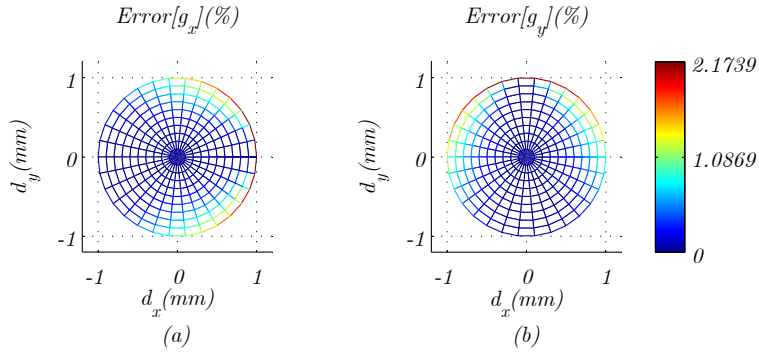 Error[g_x](%)
1
0
-1
d_y(mm)
-1 0 1
d_x(mm)
(a)
Error[g_y](%)
1
0
-1
d_y(mm)
-1 0 1
d_x(mm)
(b)
2.1739
1.0869
0